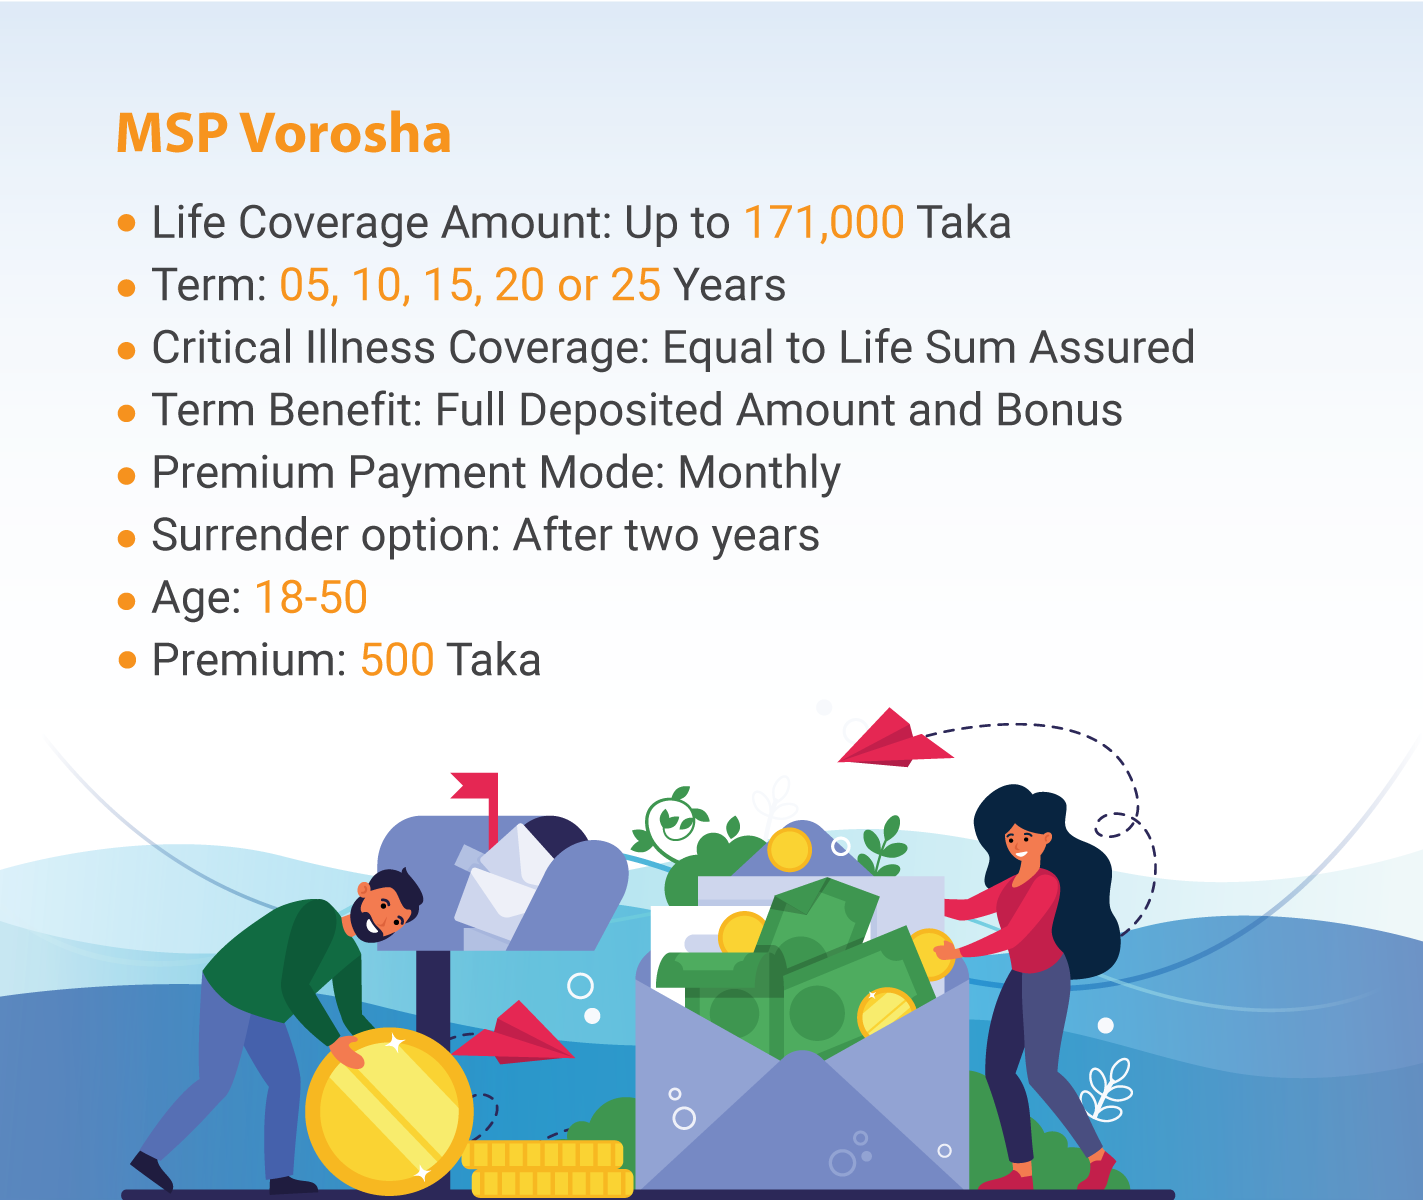 MSP Vorosha
• Life Coverage Amount: Up to 171,000 Taka
• Term: 05, 10, 15, 20 or 25 Years
• Critical Illness Coverage: Equal to Life Sum Assured
• Term Benefit: Full Deposited Amount and Bonus
• Premium Payment Mode: Monthly
• Surrender option: After two years
• Age: 18-50
• Premium: 500 Taka